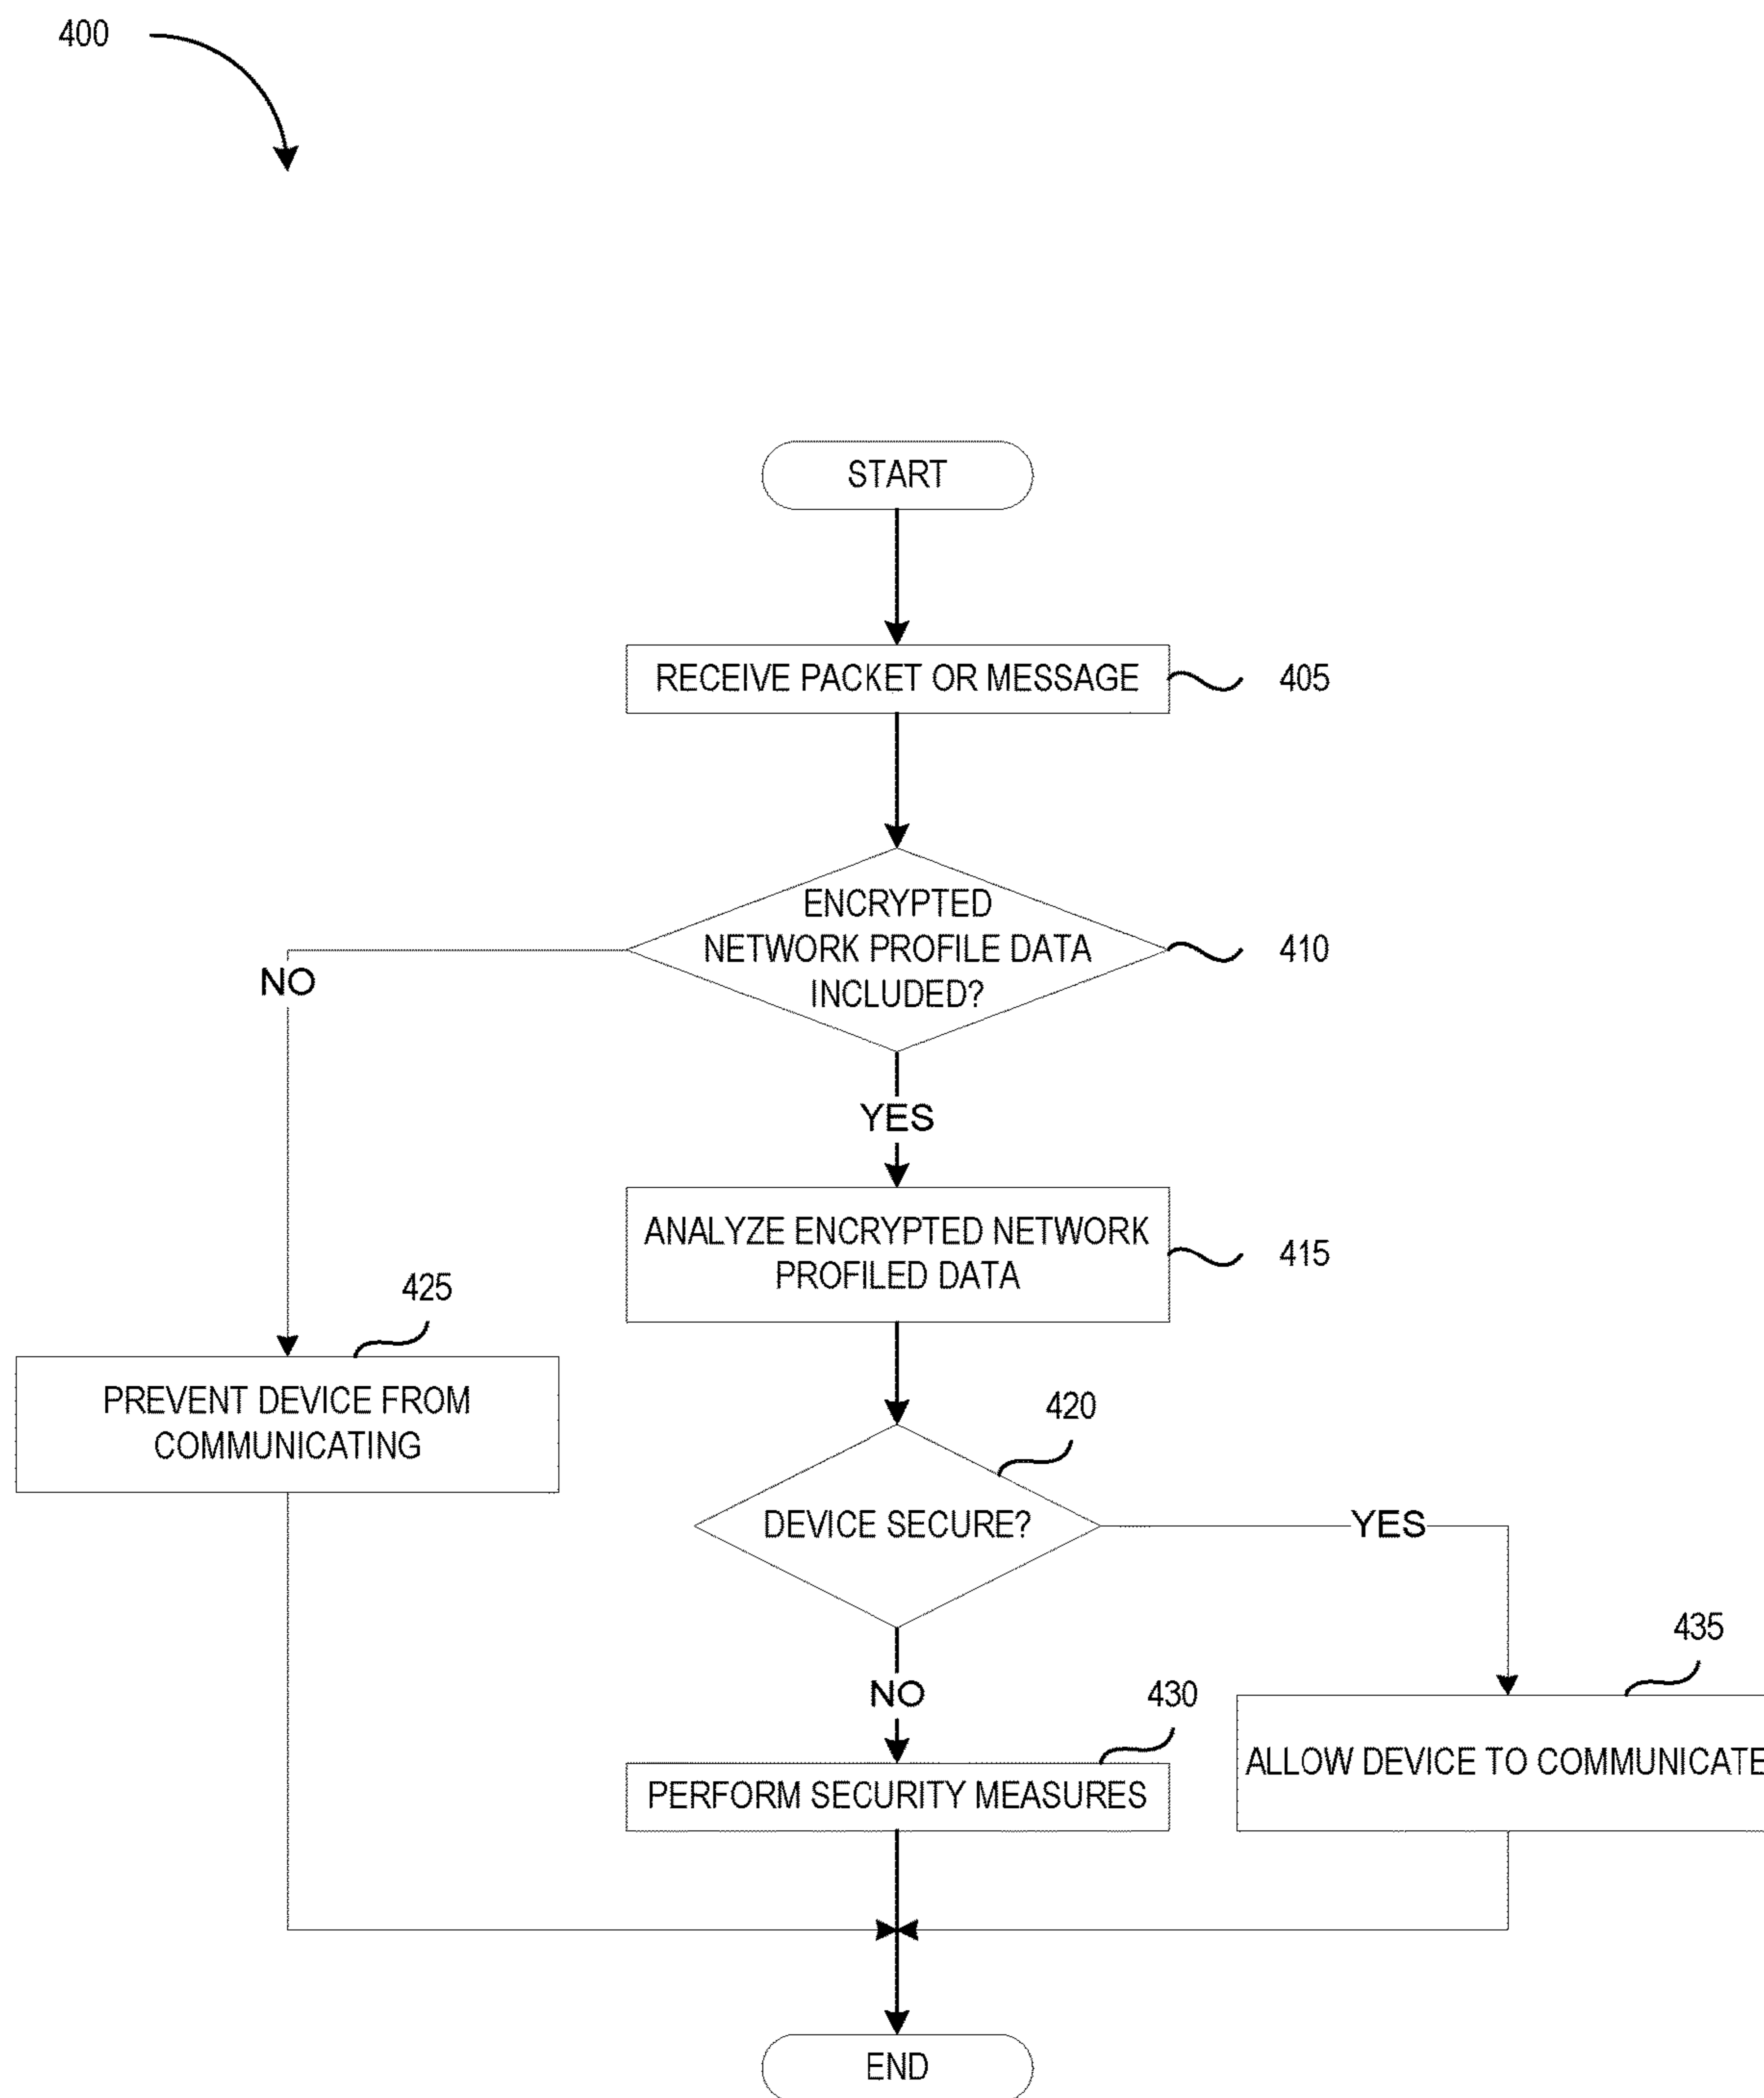 400
START
RECEIVE PACKET OR MESSAGE
405
ENCRYPTED
NETWORK PROFILE DATA
INCLUDED?
410
NO
YES
ANALYZE ENCRYPTED NETWORK
PROFILED DATA
415
425
PREVENT DEVICE FROM
COMMUNICATING
420
DEVICE SECURE?
YES
NO
430
PERFORM SECURITY MEASURES
435
ALLOW DEVICE TO COMMUNICATE
END